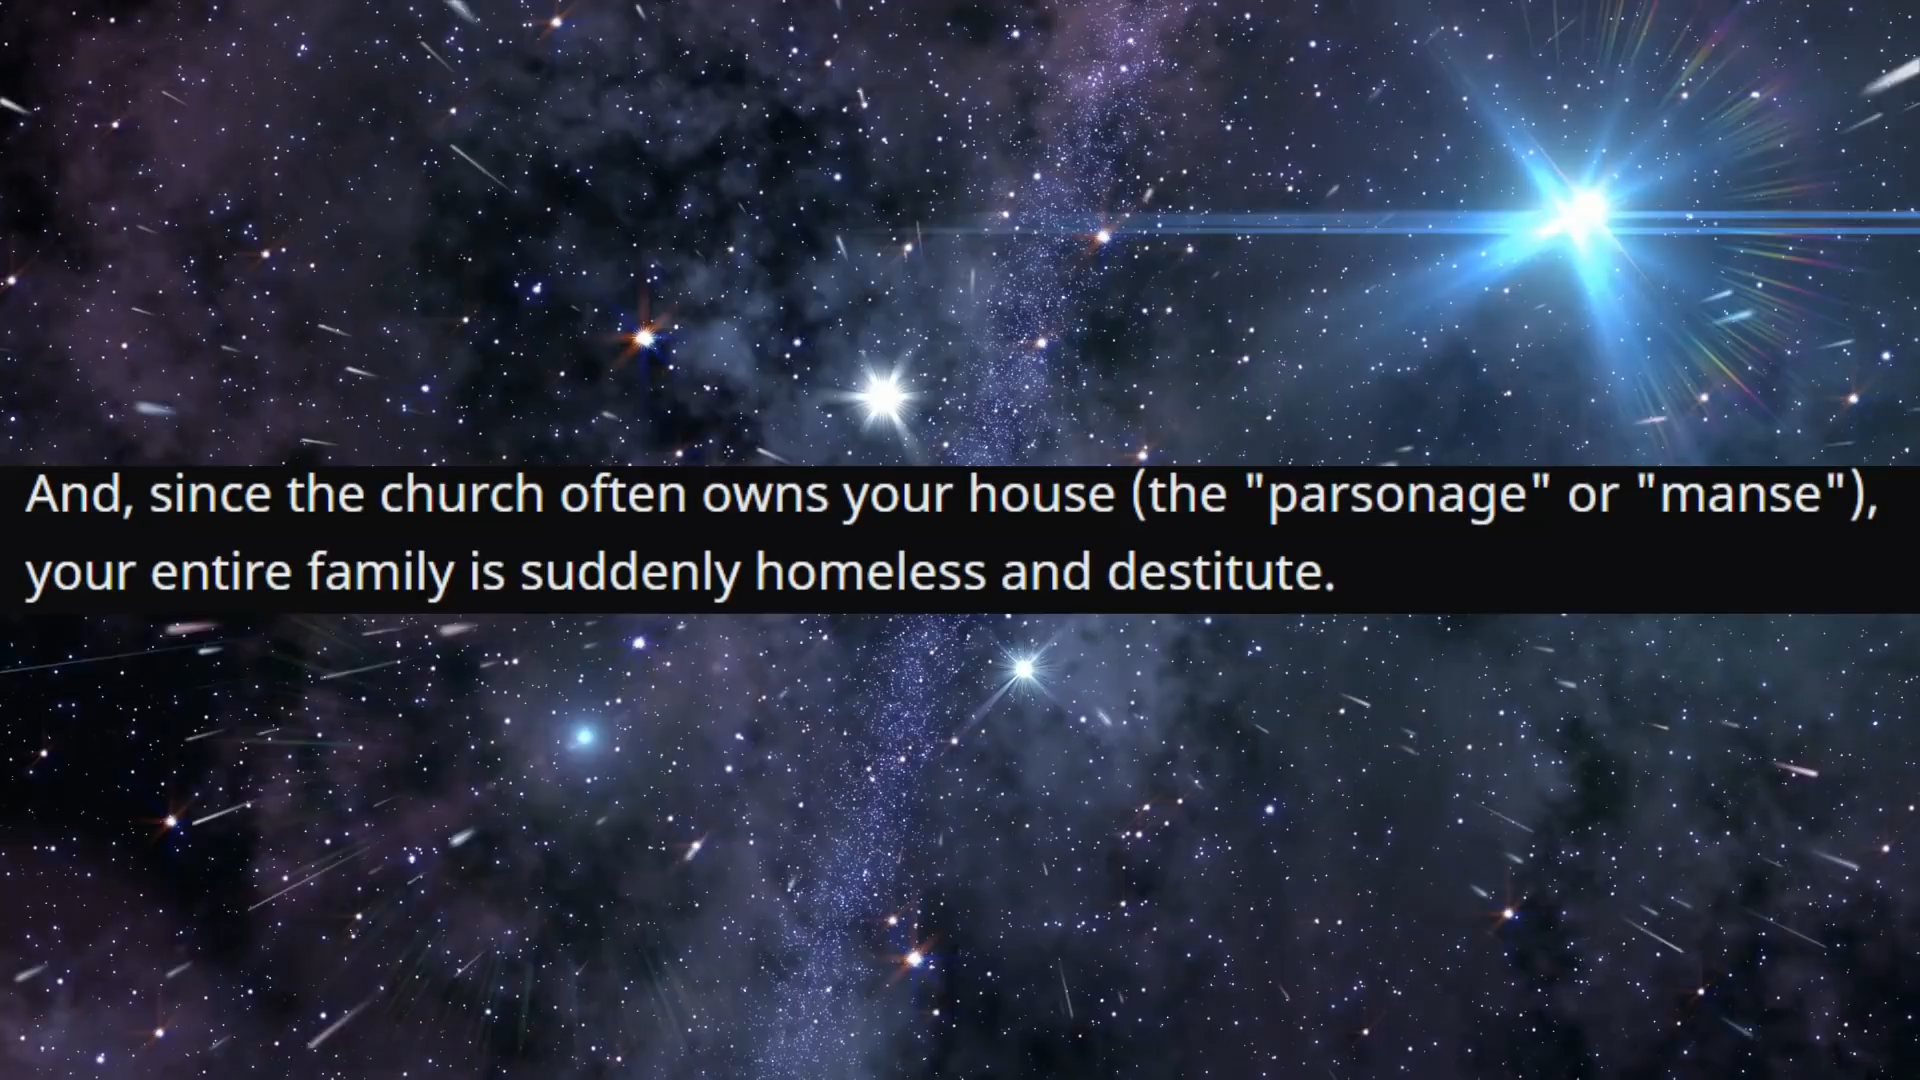 And, since the church often owns your house (the "parsonage" or "manse"),
your entire family is suddenly homeless and destitute.